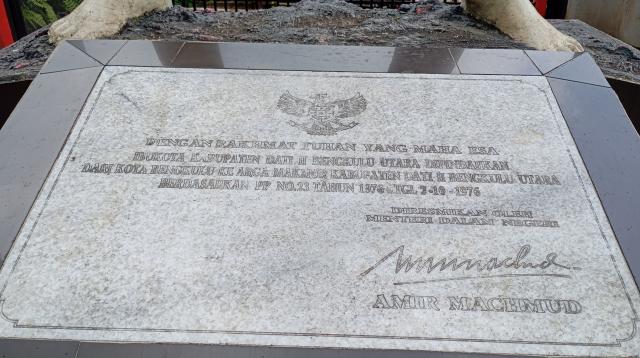 DENGAN RAKHMAT TUHAN YANG MAHA ESA
IBUKOTA KABUPATEN DATI II BENGKULU UTARA DIPINDAHKAN
DARI KOTA BENGKULU KE ARGA MAKMUR KABUPATEN DATI II BENGKULU UTARA
BERDASARKAN PP NO.23 TAHUN 1976 TGL 2-10-1976
DIRESMIKAN OLEH
MENTERI DALAM NEGERI
AMIR MACHMUD